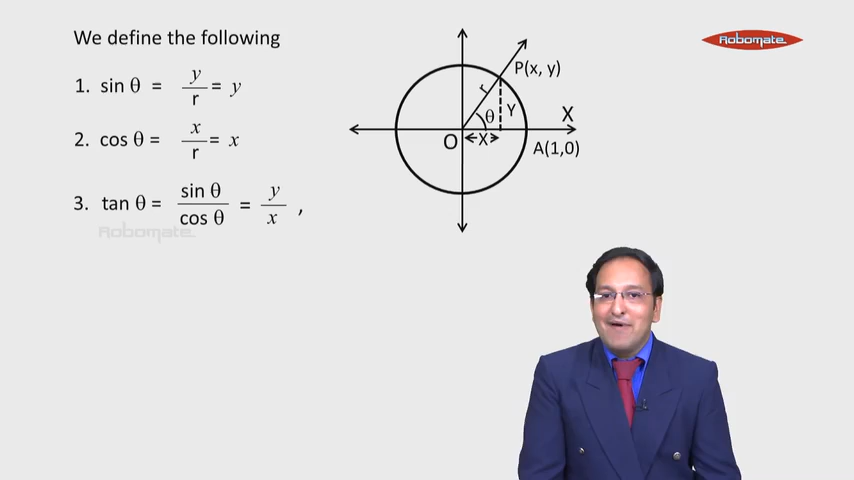 We define the following
1. sin θ = y/r = y
2. cos θ = x/r = x
3. tan θ = sin θ/cos θ = y/x ,
Robomate
Robomate
P(x, y)
r
θ
Y
X
O
X
A(1,0)